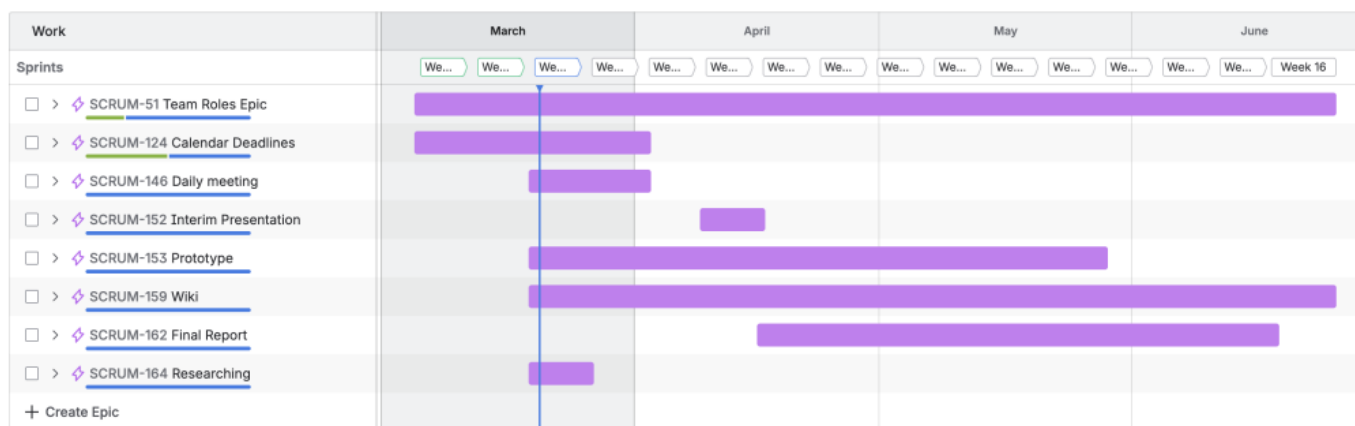 Work March April May June
Sprints We... We... We... We... We... We... We... We... We... We... We... We... We... We... We... Week 16
SCRUM-51 Team Roles Epic
SCRUM-124 Calendar Deadlines
SCRUM-146 Daily meeting
SCRUM-152 Interim Presentation
SCRUM-153 Prototype
SCRUM-159 Wiki
SCRUM-162 Final Report
SCRUM-164 Researching
+ Create Epic